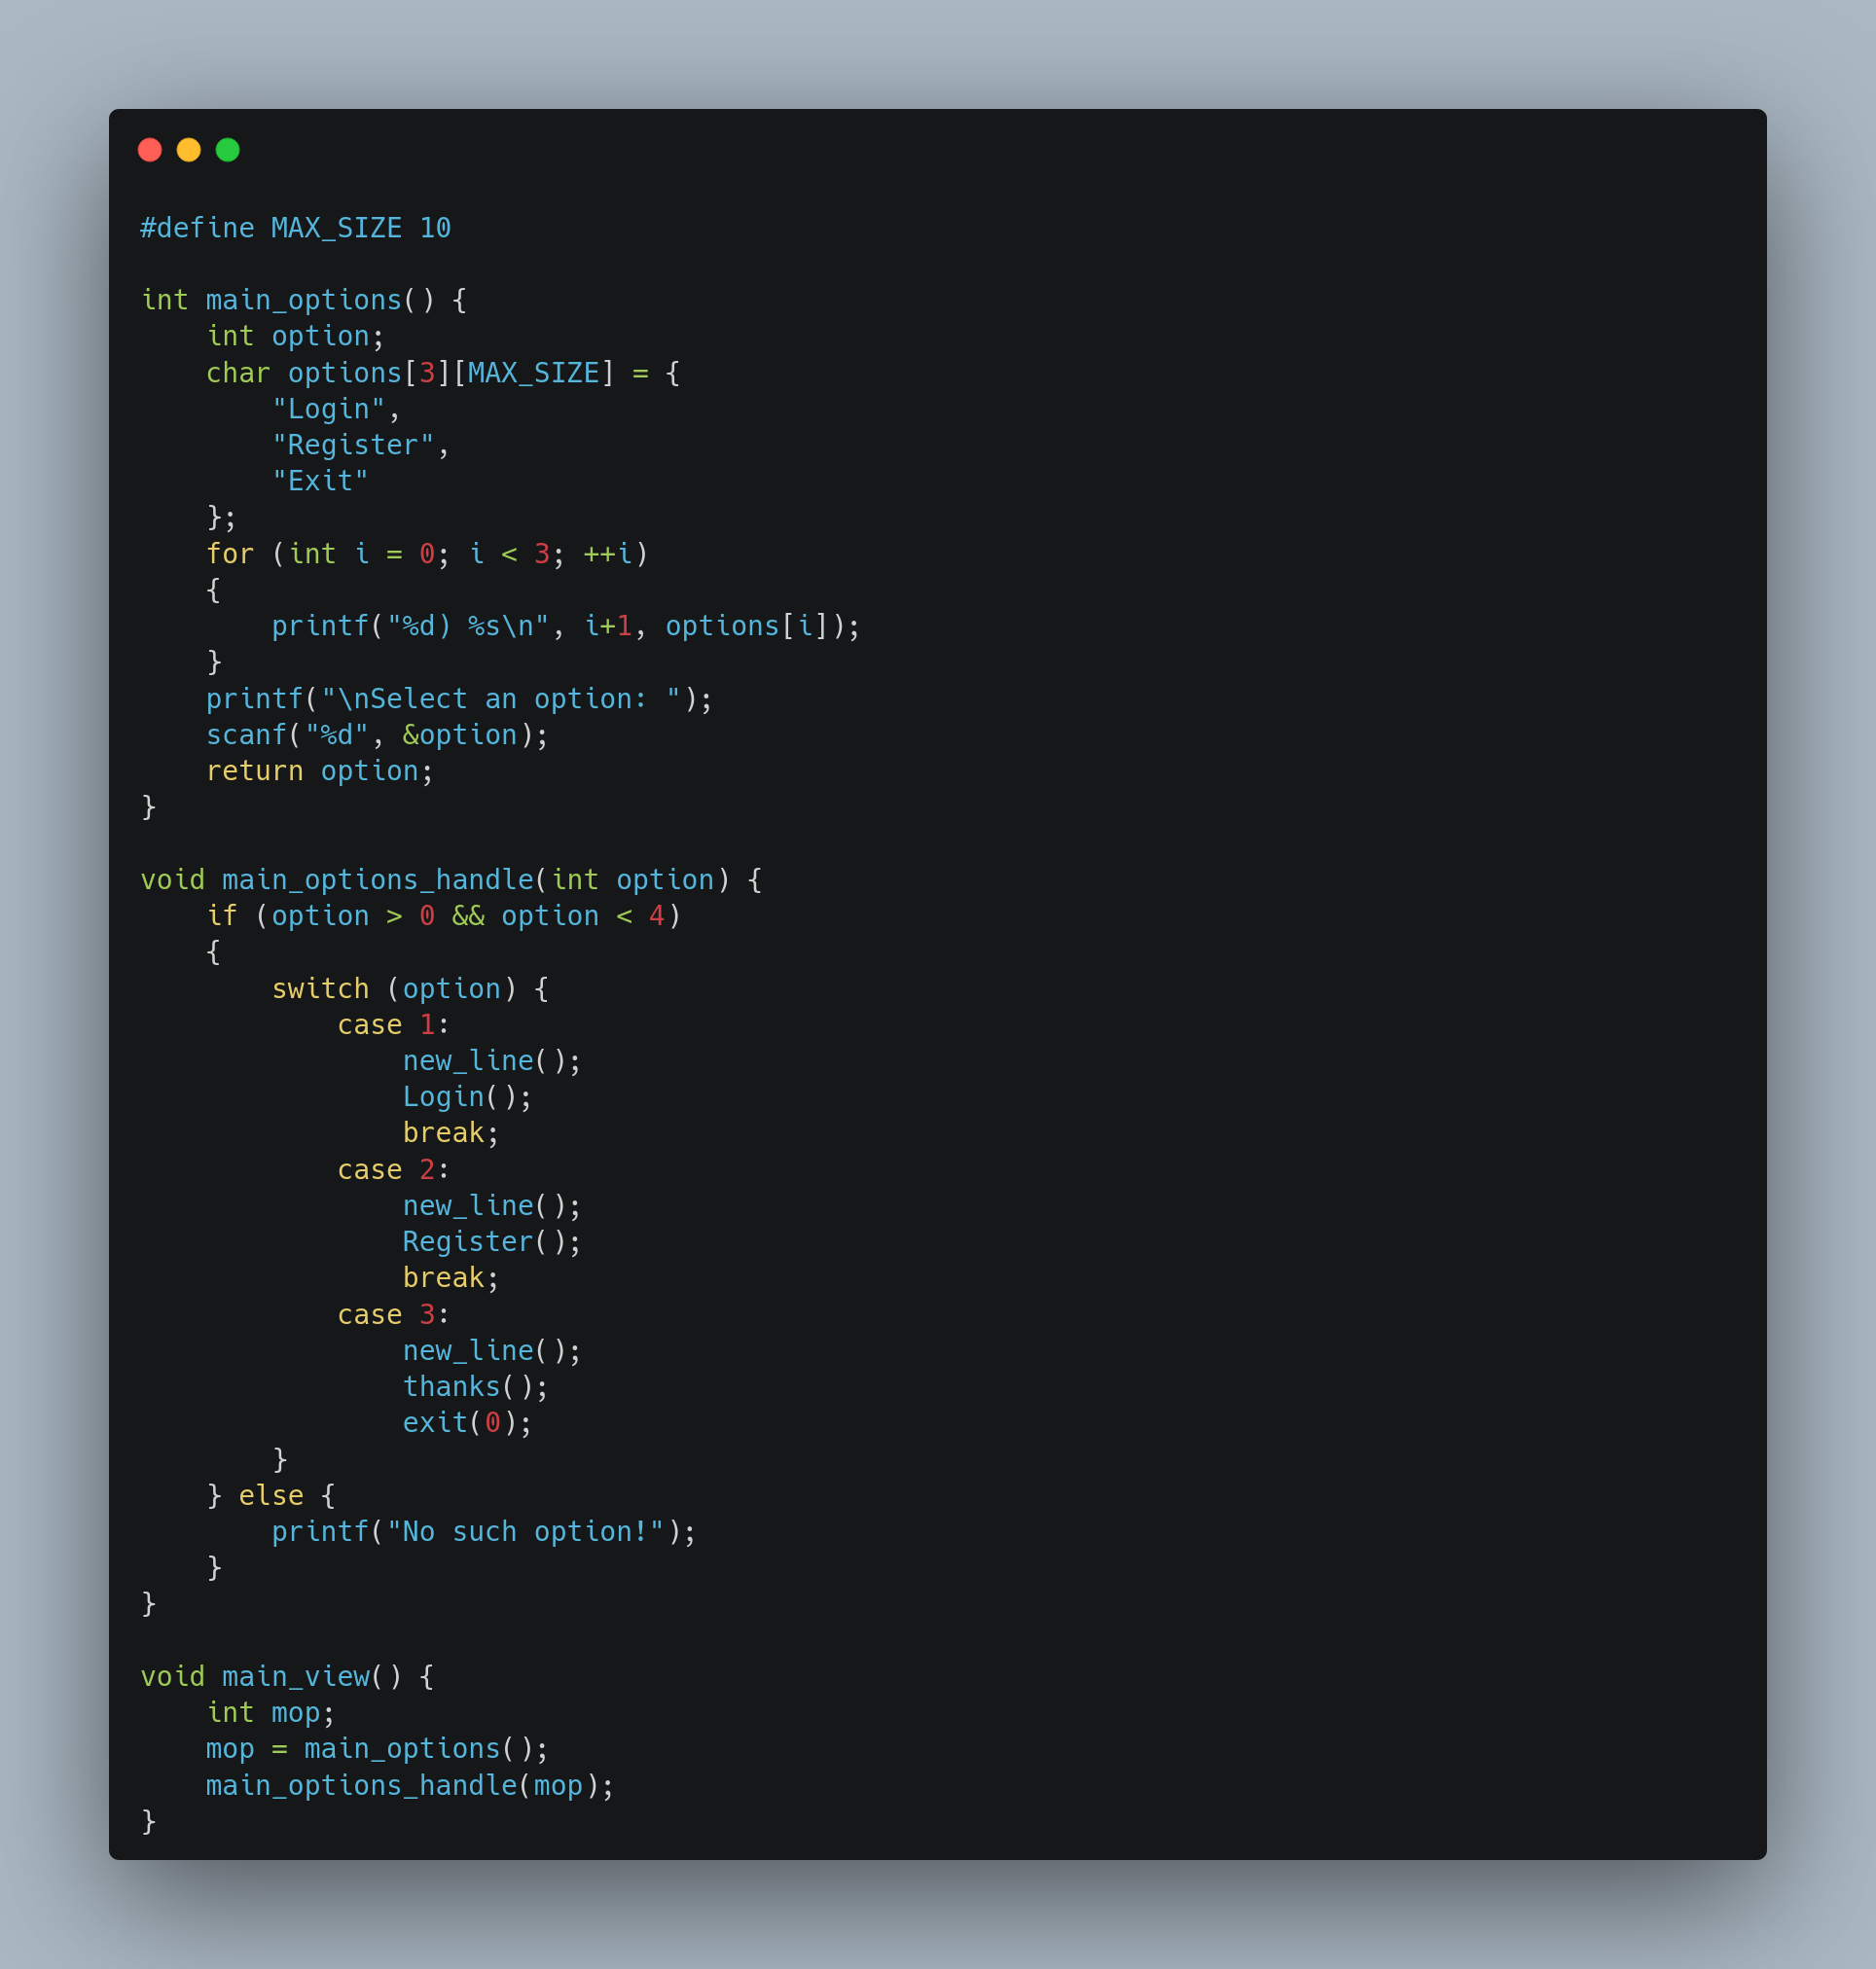 #define MAX_SIZE 10

int main_options() {
    int option;
    char options[3][MAX_SIZE] = {
        "Login",
        "Register",
        "Exit"
    };
    for (int i = 0; i < 3; ++i)
    {
        printf("%d) %s\n", i+1, options[i]);
    }
    printf("\nSelect an option: ");
    scanf("%d", &option);
    return option;
}

void main_options_handle(int option) {
    if (option > 0 && option < 4)
    {
        switch (option) {
            case 1:
                new_line();
                Login();
                break;
            case 2:
                new_line();
                Register();
                break;
            case 3:
                new_line();
                thanks();
                exit(0);
        }
    } else {
        printf("No such option!");
    }
}

void main_view() {
    int mop;
    mop = main_options();
    main_options_handle(mop);
}